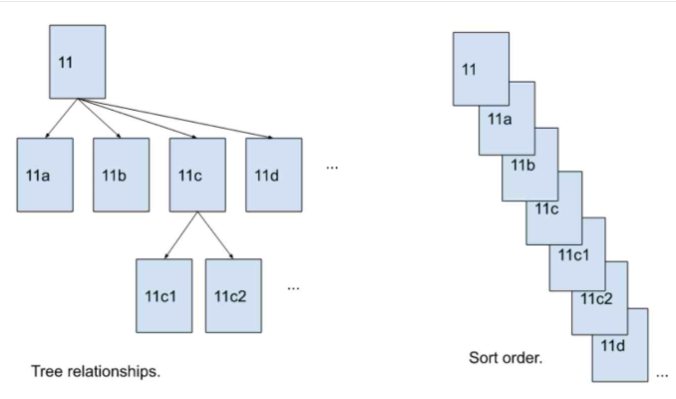 11
11a
11b
11c
11d
...
11c1
11c2
...
Tree relationships.
11
11a
11b
11c
11c1
11c2
11d
...
Sort order.